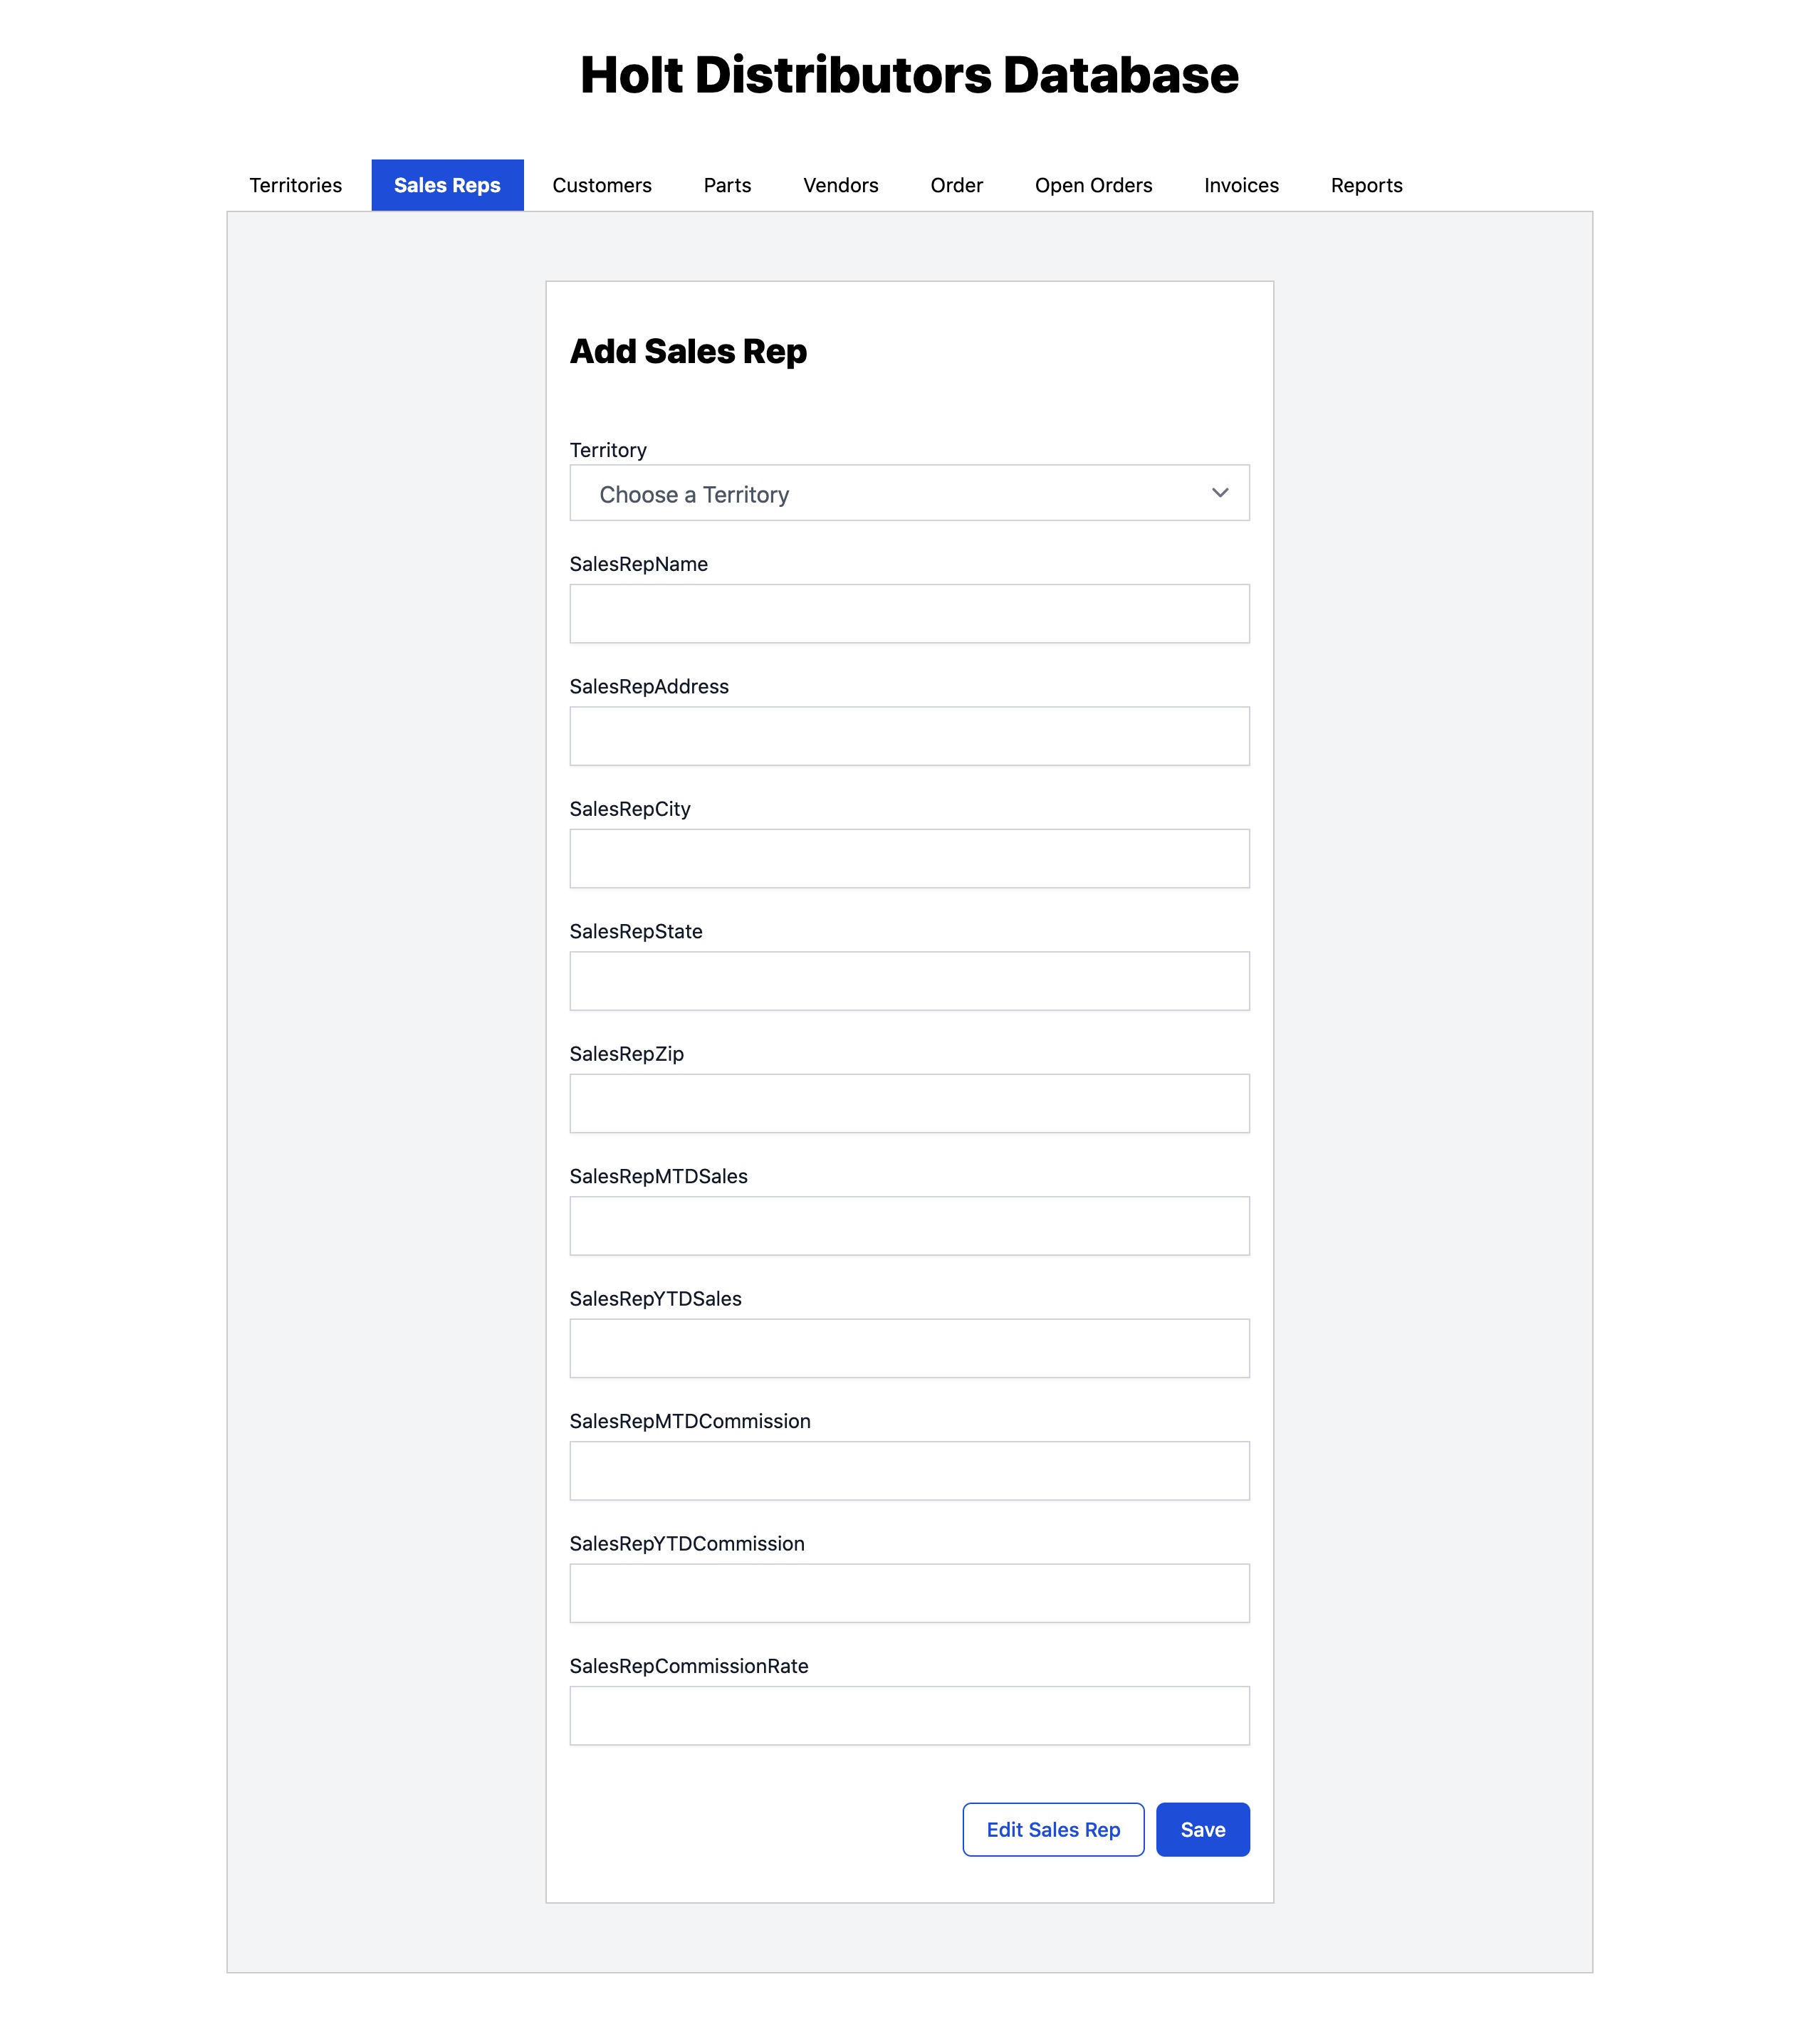 Holt Distributors Database
Territories Sales Reps Customers Parts Vendors Order Open Orders Invoices Reports
Add Sales Rep
Territory
Choose a Territory
SalesRepName
SalesRepAddress
SalesRepCity
SalesRepState
SalesRepZip
SalesRepMTDSales
SalesRepYTDSales
SalesRepMTDCommission
SalesRepYTDCommission
SalesRepCommissionRate
Edit Sales Rep Save